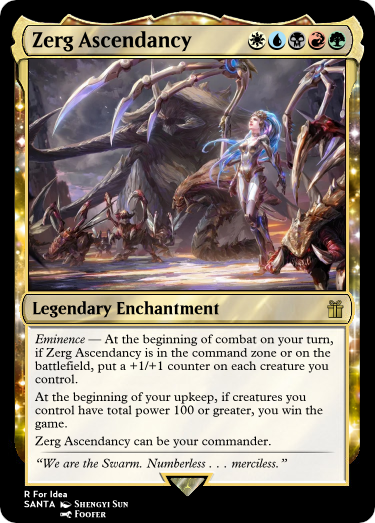 Zerg Ascendancy
Legendary Enchantment
Eminence — At the beginning of combat on your turn,
if Zerg Ascendancy is in the command zone or on the
battlefield, put a +1/+1 counter on each creature you
control.
At the beginning of your upkeep, if creatures you
control have total power 100 or greater, you win the
game.
Zerg Ascendancy can be your commander.
“We are the Swarm. Numberless . . . merciless.”
R For Idea
SANTA Shengyi Sun
Foofer